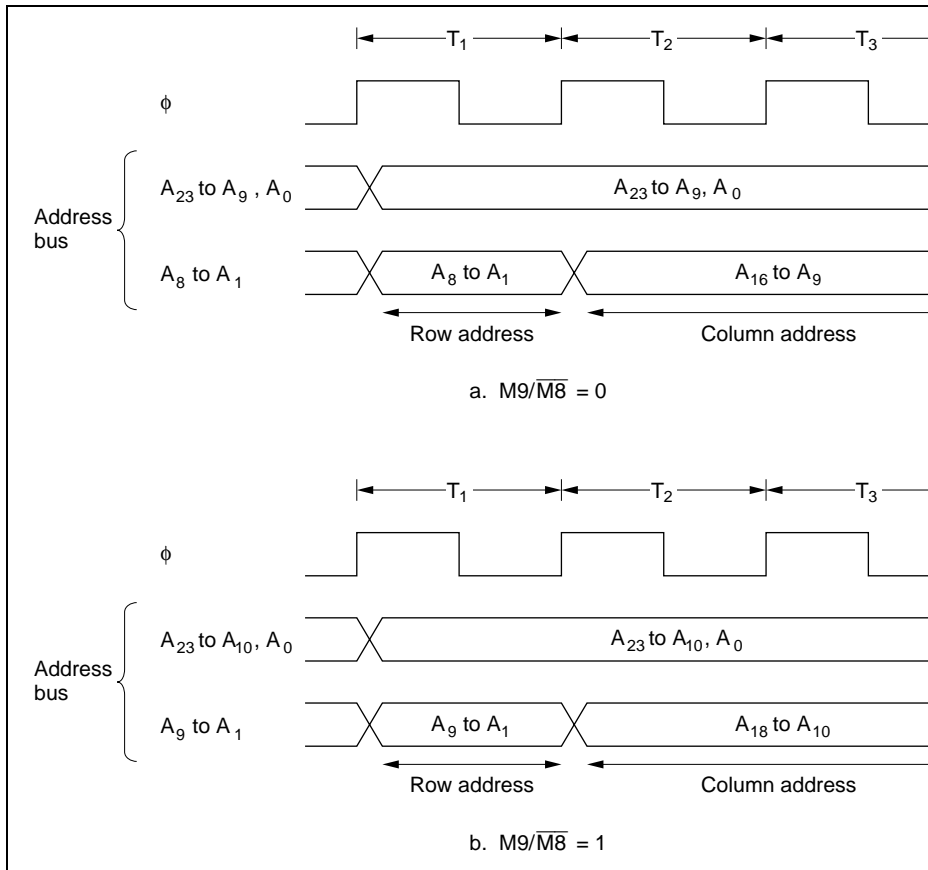 T1 T2 T3
φ
Address bus
A23 to A9 , A0
A23 to A9, A0
A8 to A1
A8 to A1
A16 to A9
Row address
Column address
a. M9/M̅8̅ = 0
T1 T2 T3
φ
Address bus
A23 to A10, A0
A23 to A10, A0
A9 to A1
A9 to A1
A18 to A10
Row address
Column address
b. M9/M̅8̅ = 1